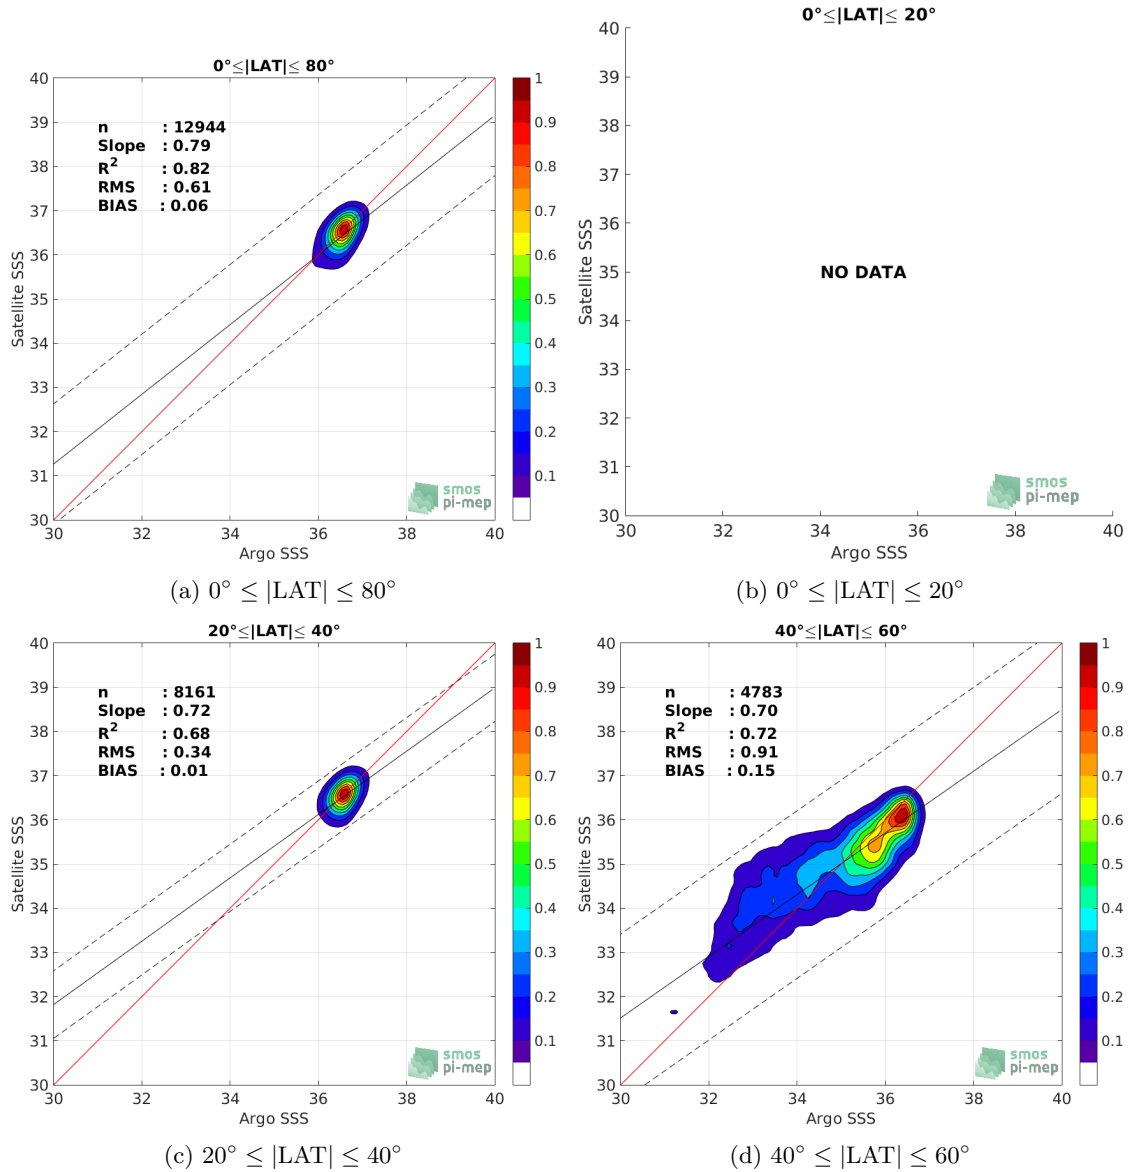 0°≤|LAT|≤ 80°
40
39
38
37
36
35
34
33
32
31
30
30
32
34
36
38
40
Satellite SSS
Argo SSS
n : 12944
Slope : 0.79
R² : 0.82
RMS : 0.61
BIAS : 0.06
1
0.9
0.8
0.7
0.6
0.5
0.4
0.3
0.2
0.1
smos
pi-mep
(a) 0° ≤ |LAT| ≤ 80°
0°≤|LAT|≤ 20°
40
39
38
37
36
35
34
33
32
31
30
30
32
34
36
38
40
Satellite SSS
Argo SSS
NO DATA
smos
pi-mep
(b) 0° ≤ |LAT| ≤ 20°
20°≤|LAT|≤ 40°
40
39
38
37
36
35
34
33
32
31
30
30
32
34
36
38
40
Satellite SSS
Argo SSS
n : 8161
Slope : 0.72
R² : 0.68
RMS : 0.34
BIAS : 0.01
1
0.9
0.8
0.7
0.6
0.5
0.4
0.3
0.2
0.1
smos
pi-mep
(c) 20° ≤ |LAT| ≤ 40°
40°≤|LAT|≤ 60°
40
39
38
37
36
35
34
33
32
31
30
30
32
34
36
38
40
Satellite SSS
Argo SSS
n : 4783
Slope : 0.70
R² : 0.72
RMS : 0.91
BIAS : 0.15
1
0.9
0.8
0.7
0.6
0.5
0.4
0.3
0.2
0.1
smos
pi-mep
(d) 40° ≤ |LAT| ≤ 60°